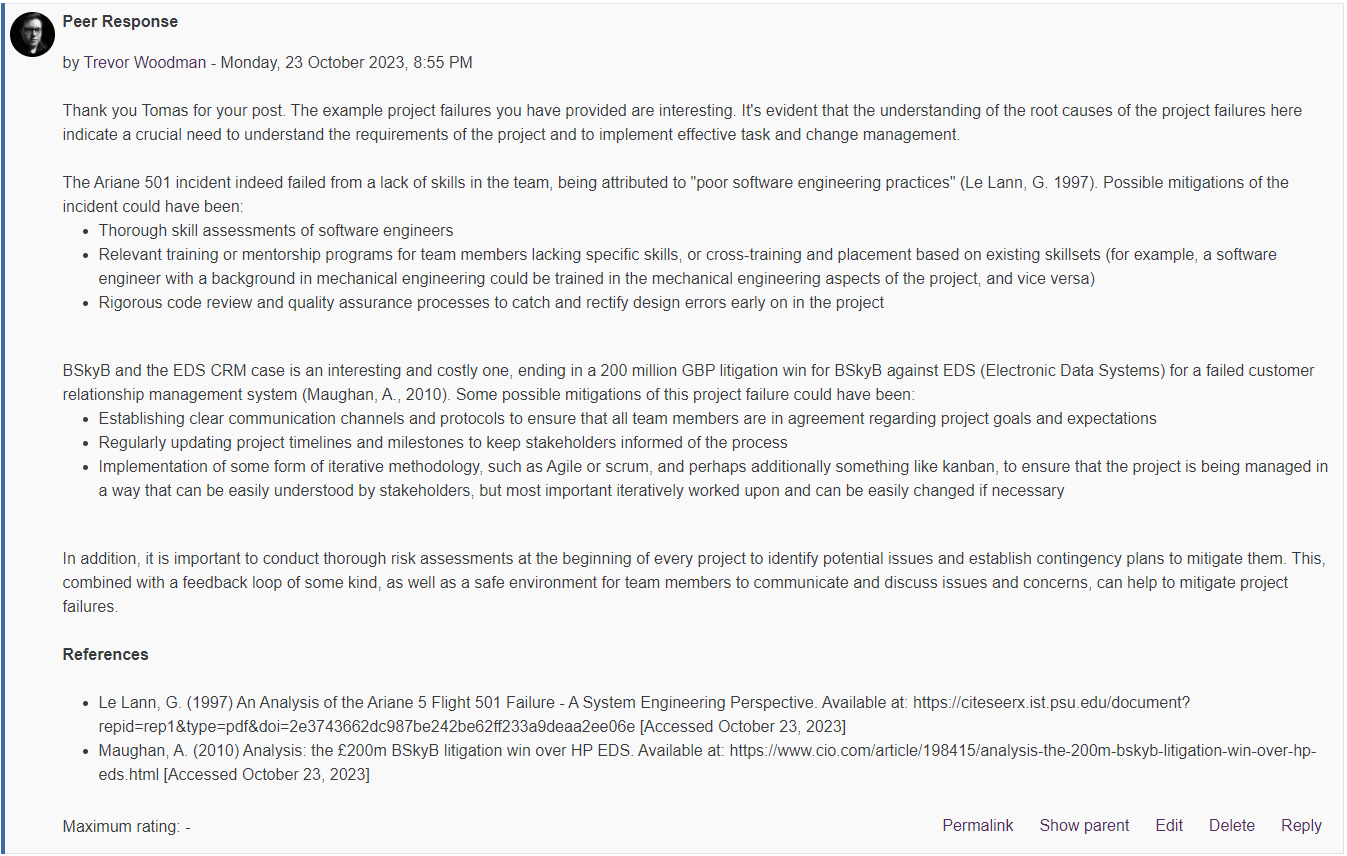 Peer Response
by Trevor Woodman - Monday, 23 October 2023, 8:55 PM
Thank you Tomas for your post. The example project failures you have provided are interesting. It's evident that the understanding of the root causes of the project failures here
indicate a crucial need to understand the requirements of the project and to implement effective task and change management.
The Ariane 501 incident indeed failed from a lack of skills in the team, being attributed to "poor software engineering practices" (Le Lann, G. 1997). Possible mitigations of the
incident could have been:
• Thorough skill assessments of software engineers
• Relevant training or mentorship programs for team members lacking specific skills, or cross-training and placement based on existing skillsets (for example, a software
engineer with a background in mechanical engineering could be trained in the mechanical engineering aspects of the project, and vice versa)
• Rigorous code review and quality assurance processes to catch and rectify design errors early on in the project
BSkyB and the EDS CRM case is an interesting and costly one, ending in a 200 million GBP litigation win for BSkyB against EDS (Electronic Data Systems) for a failed customer
relationship management system (Maughan, A., 2010). Some possible mitigations of this project failure could have been:
• Establishing clear communication channels and protocols to ensure that all team members are in agreement regarding project goals and expectations
• Regularly updating project timelines and milestones to keep stakeholders informed of the process
• Implementation of some form of iterative methodology, such as Agile or scrum, and perhaps additionally something like kanban, to ensure that the project is being managed in
a way that can be easily understood by stakeholders, but most important iteratively worked upon and can be easily changed if necessary
In addition, it is important to conduct thorough risk assessments at the beginning of every project to identify potential issues and establish contingency plans to mitigate them. This,
combined with a feedback loop of some kind, as well as a safe environment for team members to communicate and discuss issues and concerns, can help to mitigate project
failures.
References
• Le Lann, G. (1997) An Analysis of the Ariane 5 Flight 501 Failure - A System Engineering Perspective. Available at: https://citeseerx.ist.psu.edu/document?
repid=rep1&type=pdf&doi=2e3743662dc987be242be62ff233a9deaa2ee06e [Accessed October 23, 2023]
• Maughan, A. (2010) Analysis: the £200m BSkyB litigation win over HP EDS. Available at: https://www.cio.com/article/198415/analysis-the-200m-bskyb-litigation-win-over-hp-
eds.html [Accessed October 23, 2023]
Maximum rating: -
Permalink Show parent Edit Delete Reply